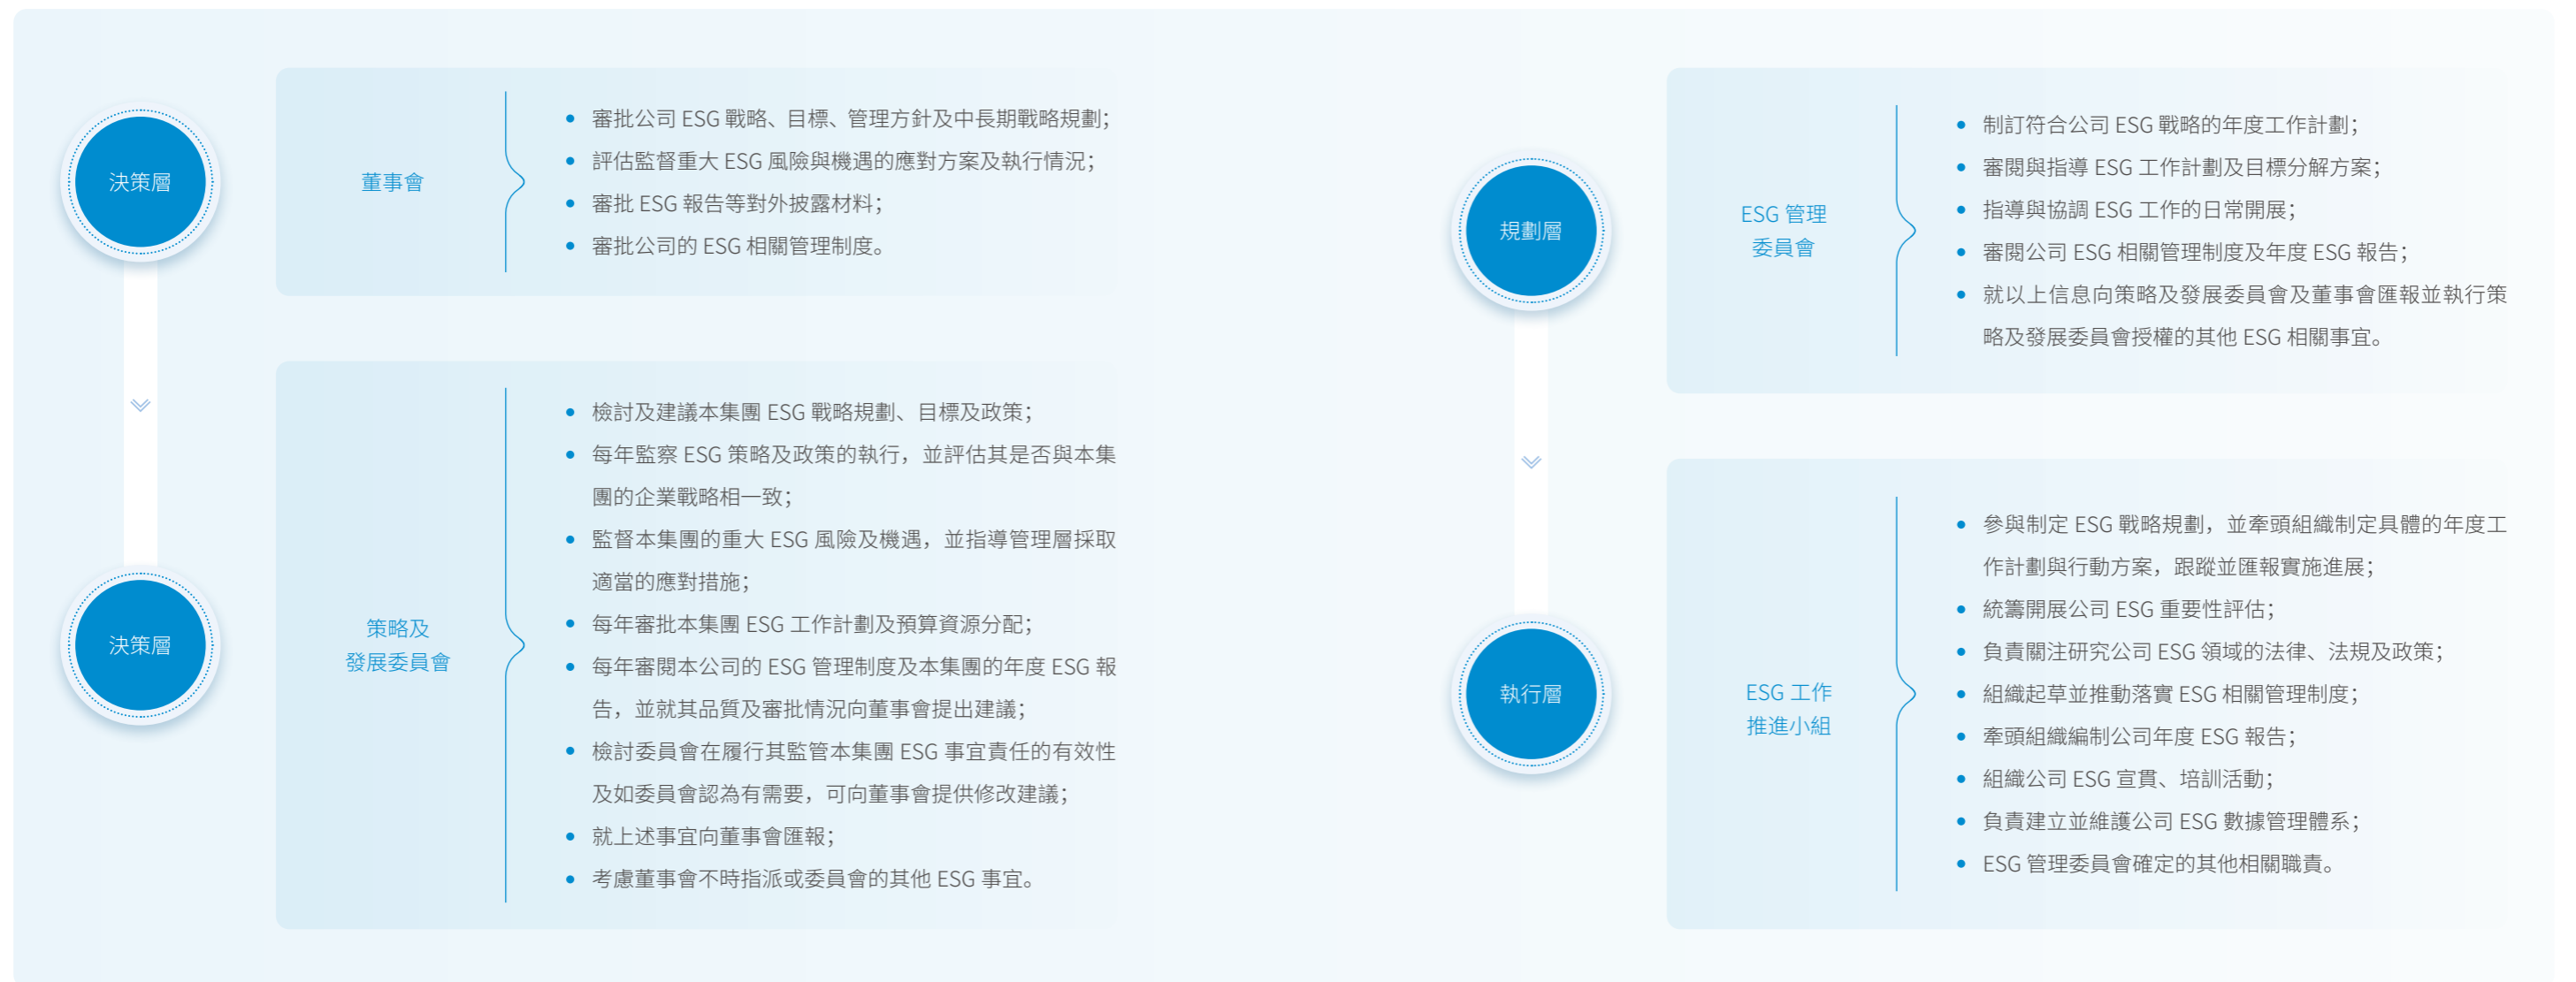 決策層
董事會
審批公司 ESG 戰略、目標、管理方針及中長期戰略規劃；
評估監督重大 ESG 風險與機遇的應對方案及執行情況；
審批 ESG 報告等對外披露材料；
審批公司的 ESG 相關管理制度。
決策層
策略及
發展委員會
檢討及建議本集團 ESG 戰略規劃、目標及政策；
每年監察 ESG 策略及政策的執行，並評估其是否與本集
團的企業戰略相一致；
監督本集團的重大 ESG 風險及機遇，並指導管理層採取
適當的應對措施；
每年審批本集團 ESG 工作計劃及預算資源分配；
每年審閱本公司的 ESG 管理制度及本集團的年度 ESG 報
告，並就其品質及審批情況向董事會提出建議；
檢討委員會在履行其監管本集團 ESG 事宜責任的有效性
及如委員會認為有需要，可向董事會提供修改建議；
就上述事宜向董事會匯報；
考慮董事會不時指派或委員會的其他 ESG 事宜。
規劃層
ESG 管理
委員會
制訂符合公司 ESG 戰略的年度工作計劃；
審閱與指導 ESG 工作計劃及目標分解方案；
指導與協調 ESG 工作的日常開展；
審閱公司 ESG 相關管理制度及年度 ESG 報告；
就以上信息向策略及發展委員會及董事會匯報並執行策
略及發展委員會授權的其他 ESG 相關事宜。
執行層
ESG 工作
推進小組
參與制定 ESG 戰略規劃，並牽頭組織制定具體的年度工
作計劃與行動方案，跟蹤並匯報實施進展；
統籌開展公司 ESG 重要性評估；
負責關注研究公司 ESG 領域的法律、法規及政策；
組織起草並推動落實 ESG 相關管理制度；
牽頭組織編制公司年度 ESG 報告；
組織公司 ESG 宣貫、培訓活動；
負責建立並維護公司 ESG 數據管理體系；
ESG 管理委員會確定的其他相關職責。